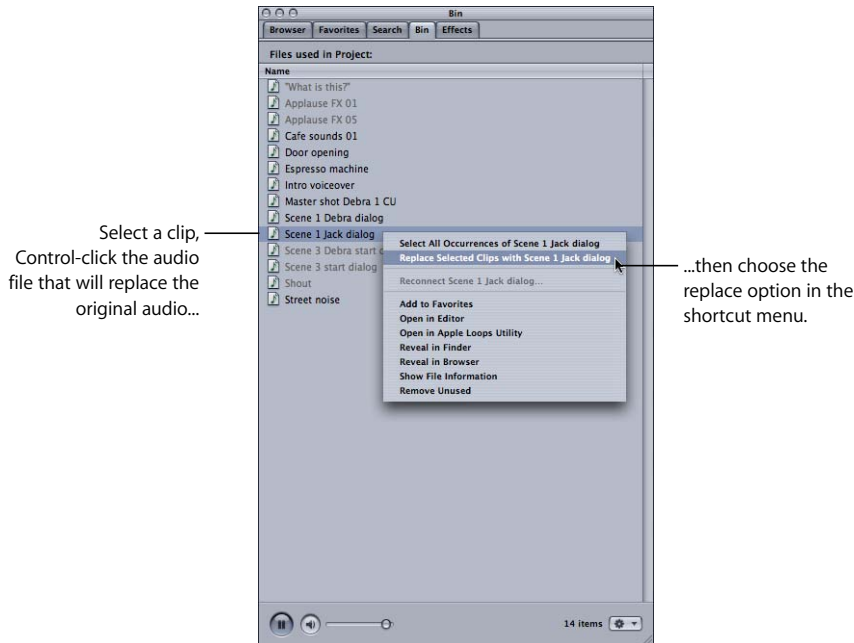 Bin
Browser Favorites Search Bin Effects
Files used in Project:
Name
"What is this?"
Applause FX 01
Applause FX 05
Cafe sounds 01
Door opening
Espresso machine
Intro voiceover
Master shot Debra 1 CU
Scene 1 Debra dialog
Scene 1 Jack dialog
Scene 3 Debra start d
Scene 3 start dialog
Shout
Street noise
Select All Occurrences of Scene 1 Jack dialog
Replace Selected Clips with Scene 1 Jack dialog
Reconnect Scene 1 Jack dialog...
Add to Favorites
Open in Editor
Open in Apple Loops Utility
Reveal in Finder
Reveal in Browser
Show File Information
Remove Unused
14 items
Select a clip,
Control-click the audio
file that will replace the
original audio...
...then choose the
replace option in the
shortcut menu.